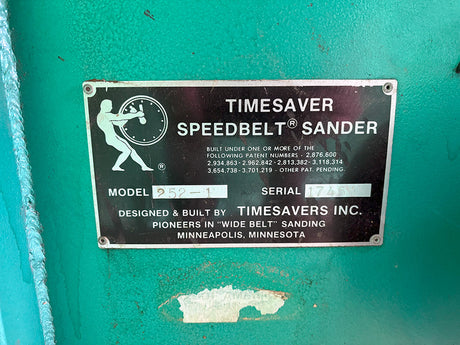 TIMESAVER
SPEEDBELT® SANDER
BUILT UNDER ONE OR MORE OF THE
FOLLOWING PATENT NUMBERS - 2,876,600
2,934,863 - 2,962,842 - 2,813,382 - 3,118,314
3,654,738 - 3,701,219 - OTHER PAT. PENDING.
®
MODEL 252-1 SERIAL
DESIGNED & BUILT BY TIMESAVERS INC.
PIONEERS IN "WIDE BELT" SANDING
MINNEAPOLIS, MINNESOTA